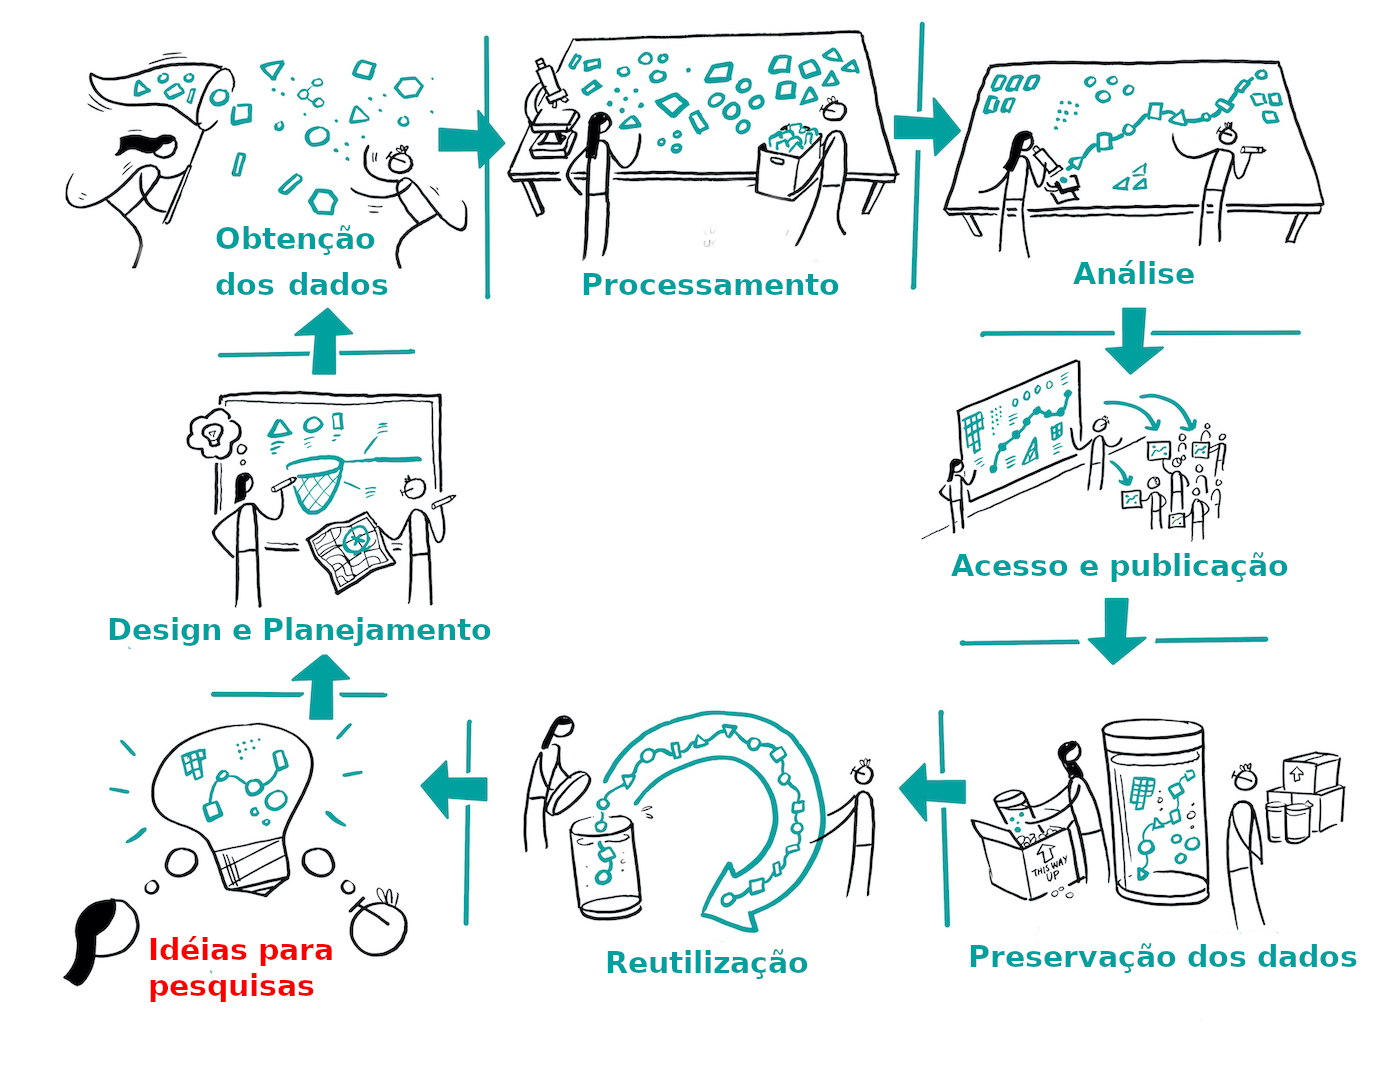 Obtenção
dos dados
Processamento
Análise
Design e Planejamento
Acesso e publicação
Idéias para
pesquisas
Reutilização
THIS WAY
UP
Preservação dos dados